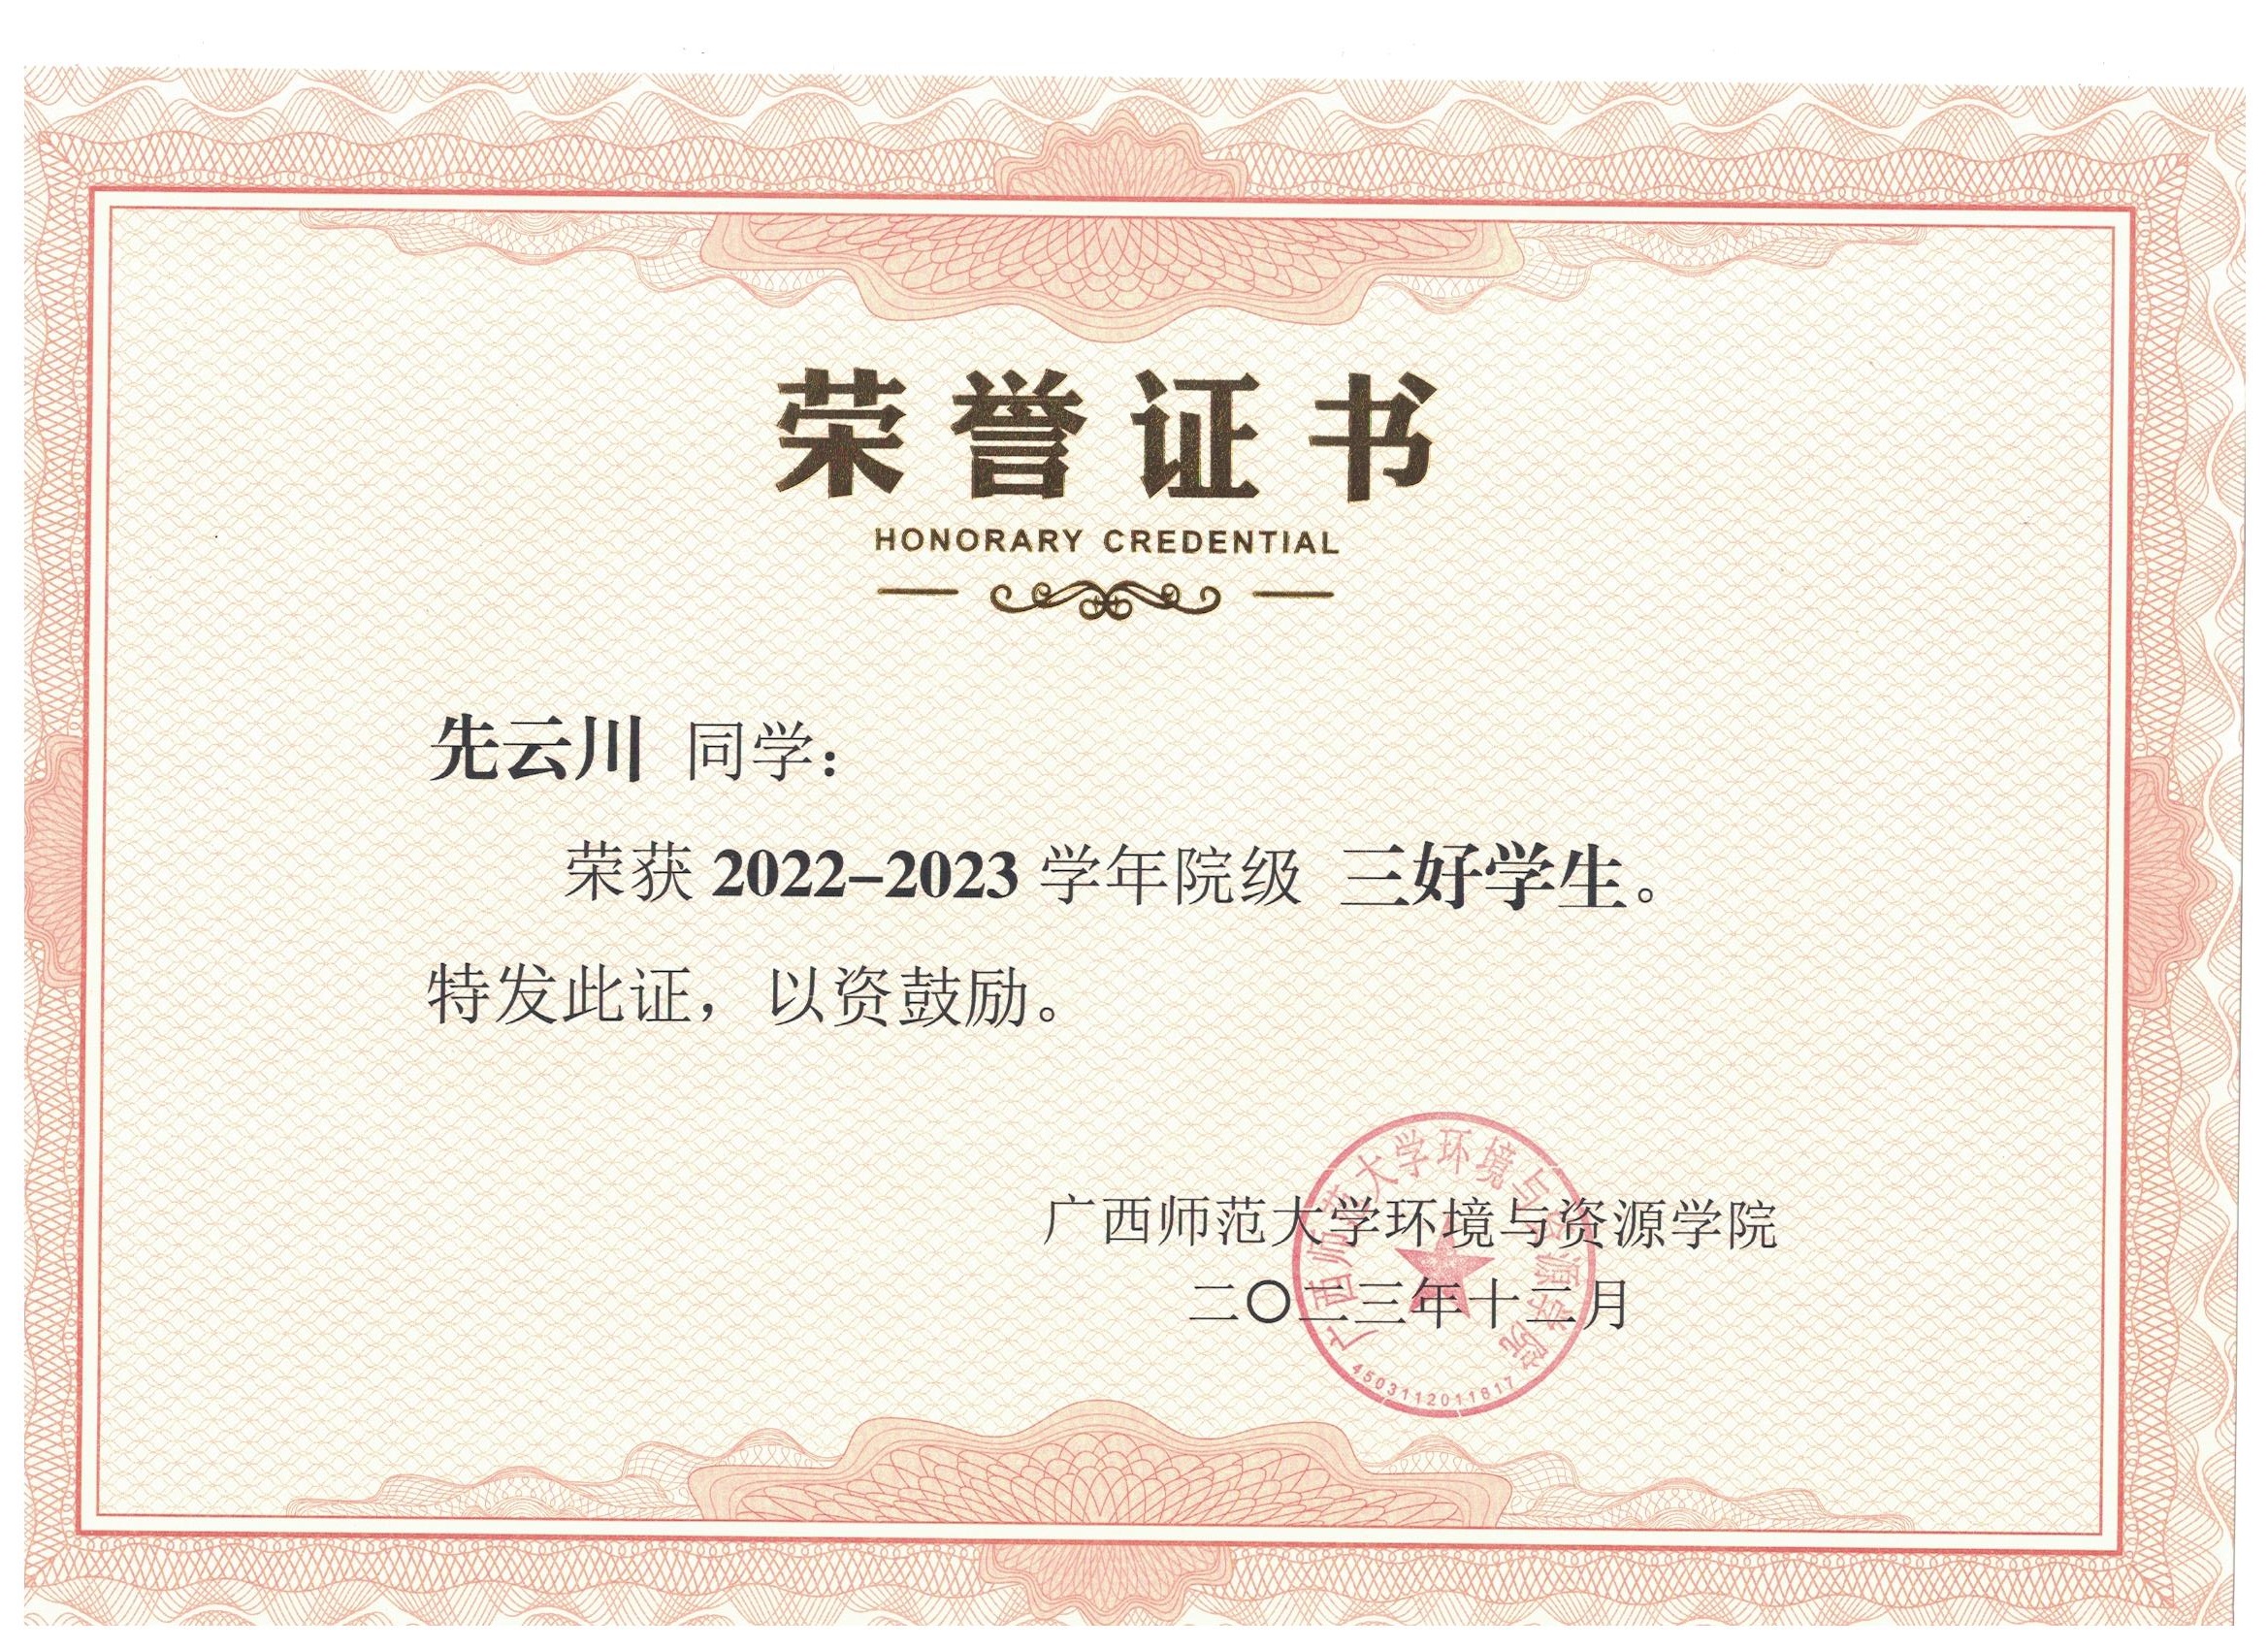 荣誉证书
HONORARY CREDENTIAL
先云川 同学：
荣获 2022-2023 学年院级 三好学生。
特发此证，以资鼓励。
广西师范大学环境与资源学院
二〇二三年十二月
广西师范大学环境与资源学院
4503112011817